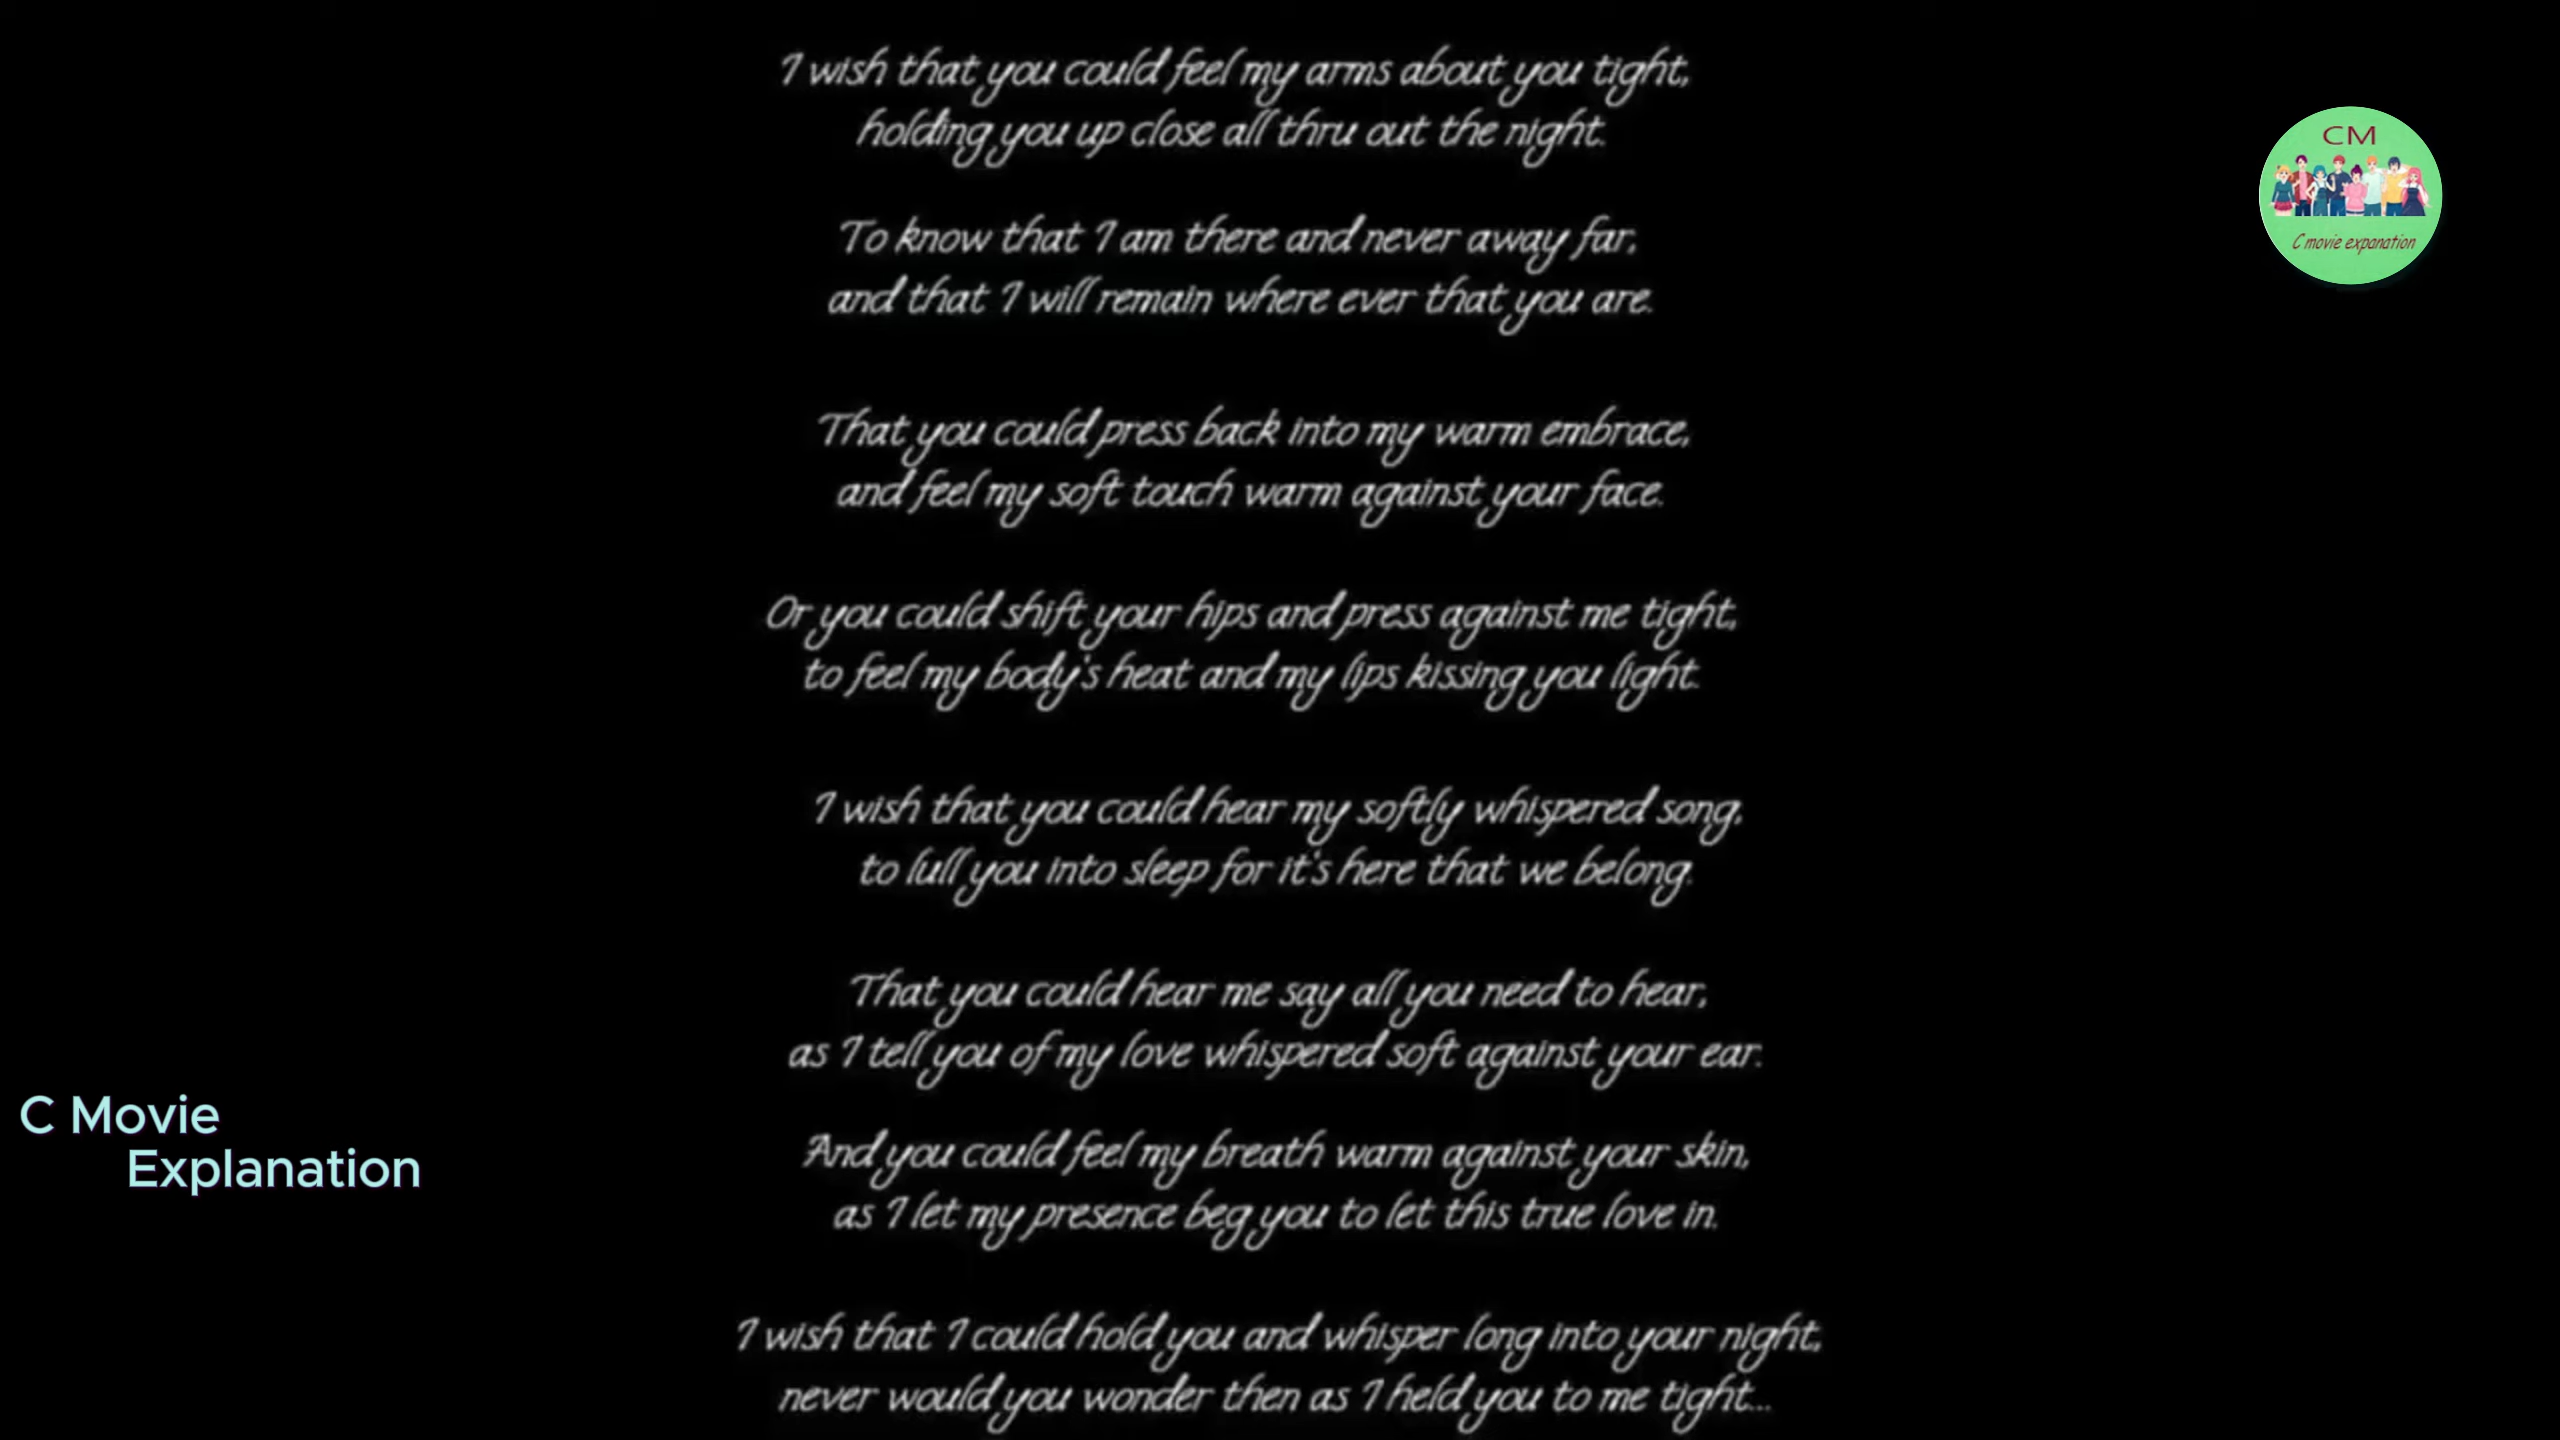 I wish that you could feel my arms about you tight,
holding you up close all thru out the night.
To know that I am there and never away far,
and that I will remain where ever that you are.
That you could press back into my warm embrace,
and feel my soft touch warm against your face.
Or you could shift your hips and press against me tight,
to feel my body's heat and my lips kissing you light.
I wish that you could hear my softly whispered song,
to lull you into sleep for it's here that we belong.
That you could hear me say all you need to hear,
as I tell you of my love whispered soft against your ear.
And you could feel my breath warm against your skin,
as I let my presence beg you to let this true love in.
I wish that I could hold you and whisper long into your night,
never would you wonder then as I held you to me tight...
CM
C movie expanation
C Movie
Explanation